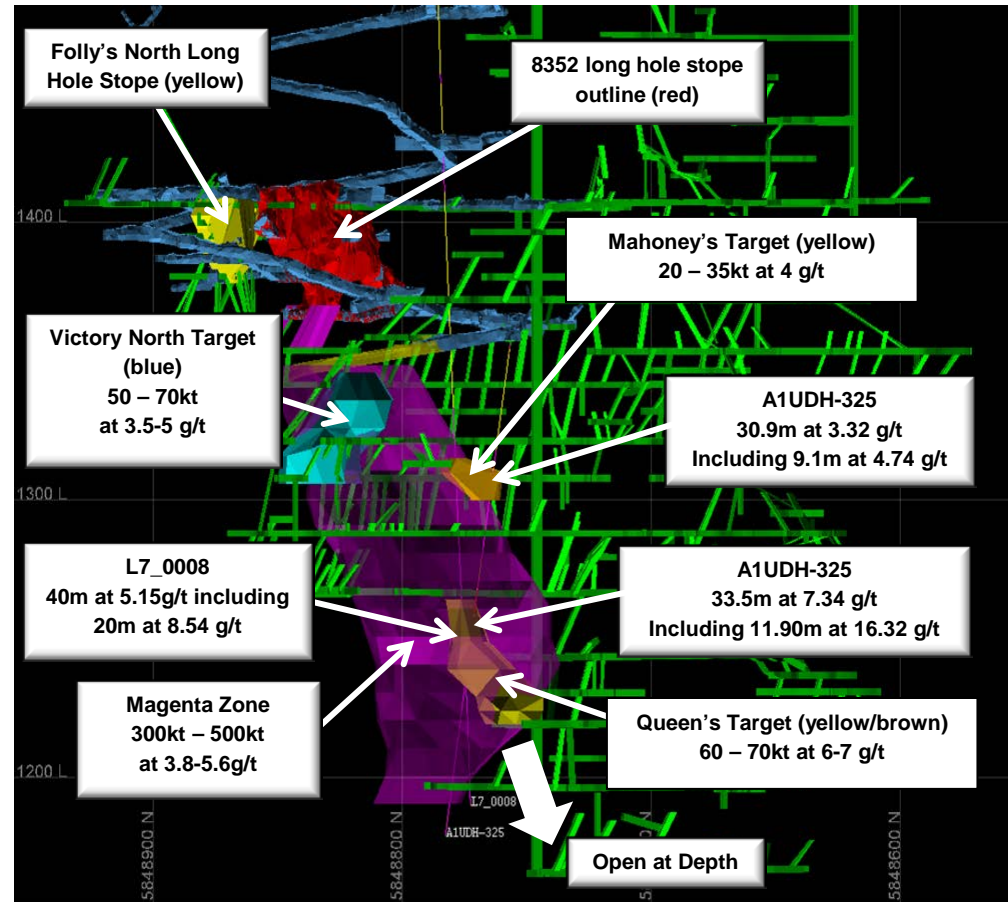 Folly's North Long
Hole Stope (yellow)
8352 long hole stope
outline (red)
1400 L
Mahoney's Target (yellow)
20 – 35kt at 4 g/t
Victory North Target
(blue)
50 – 70kt
at 3.5-5 g/t
A1UDH-325
30.9m at 3.32 g/t
Including 9.1m at 4.74 g/t
1300 L
L7_0008
40m at 5.15g/t including
20m at 8.54 g/t
A1UDH-325
33.5m at 7.34 g/t
Including 11.90m at 16.32 g/t
Magenta Zone
300kt – 500kt
at 3.8-5.6g/t
Queen's Target (yellow/brown)
60 – 70kt at 6-7 g/t
1200 L
L7_0008
A1UDH-325
Open at Depth
5848900 N
5848800 N
5848600 N